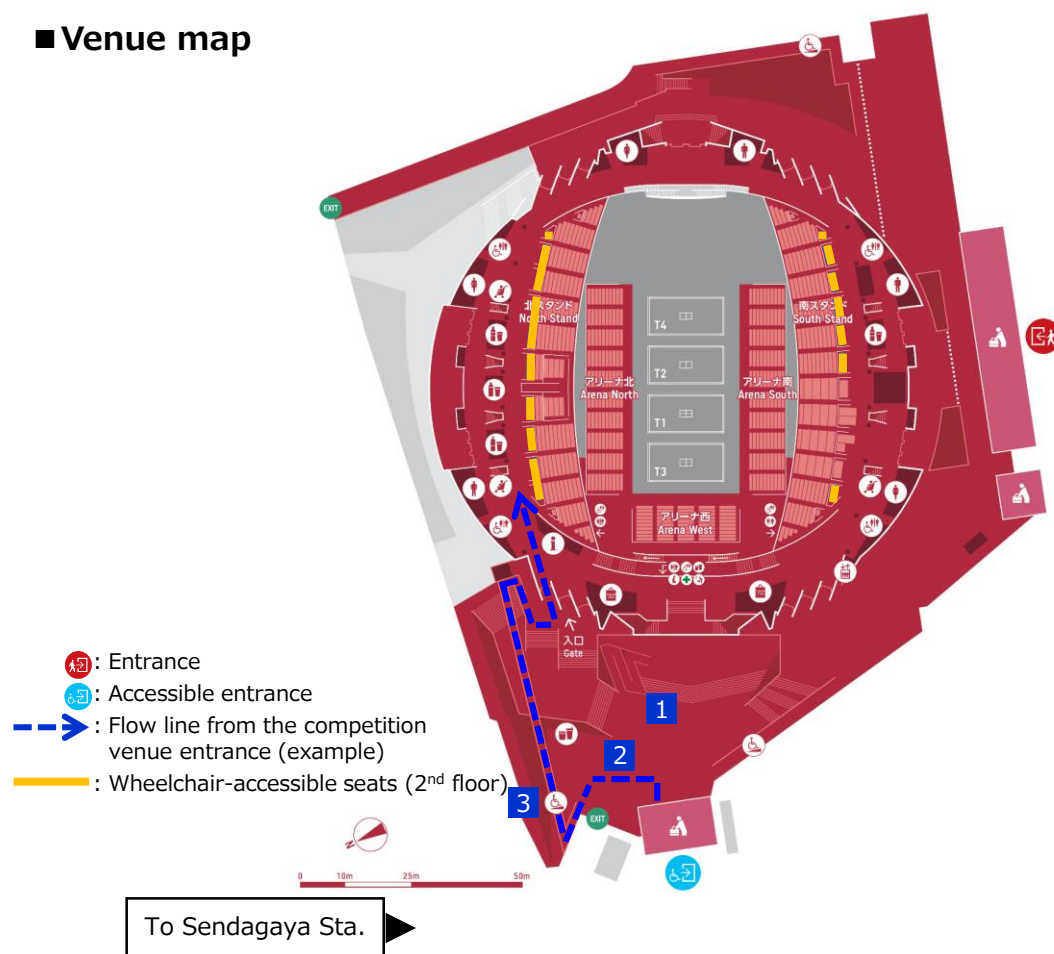 ■Venue map
EXIT
北スタンド
North Stand
南スタンド
South Stand
T4
T2
アリーナ北
Arena North
アリーナ南
Arena South
T1
T3
アリーナ西
Arena West
入口
Gate
: Entrance
: Accessible entrance
: Flow line from the competition
venue entrance (example)
: Wheelchair-accessible seats (2nd floor)
1
2
3
EXIT
N
0 10m 25m 50m
To Sendagaya Sta.